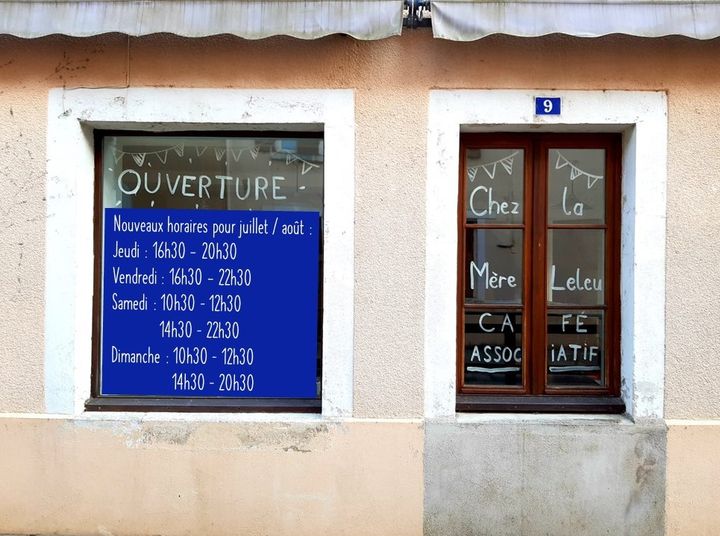 OUVERTURE
Nouveaux horaires pour juillet / août :
Jeudi : 16h30 - 20h30
Vendredi : 16h30 - 22h30
Samedi : 10h30 - 12h30
14h30 - 22h30
Dimanche : 10h30 - 12h30
14h30 - 20h30
9
Chez la
Mère Leleu
CAFÉ
ASSOCIATIF